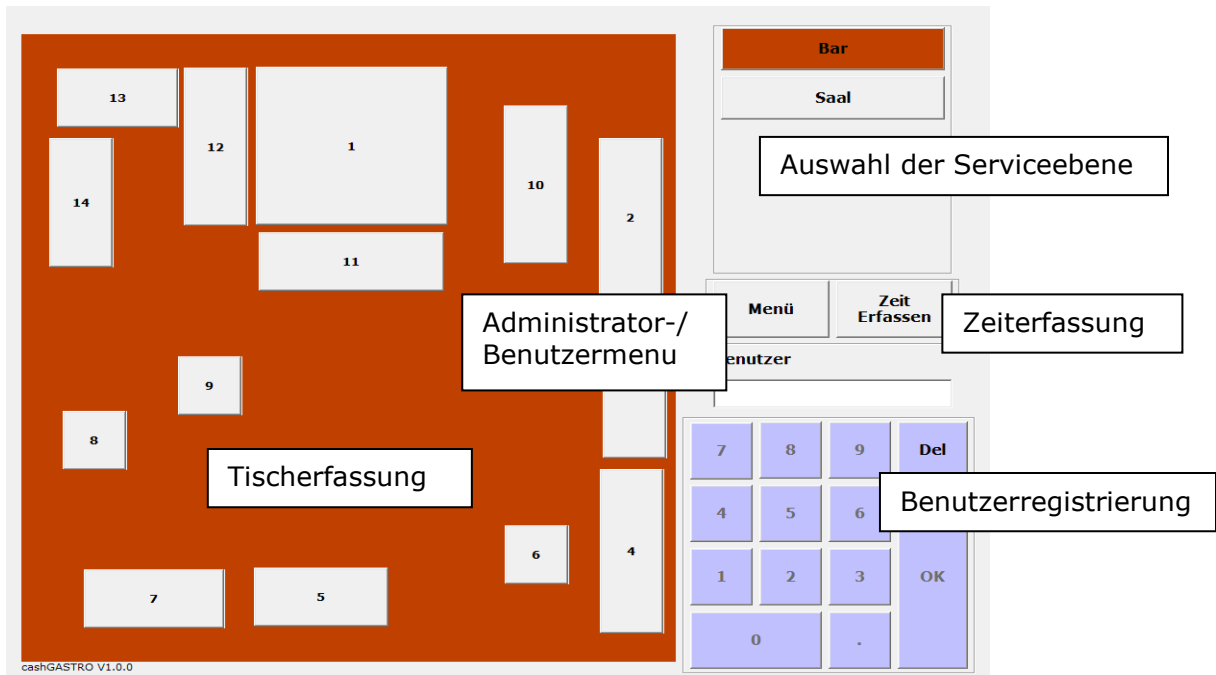 Bar
Saal
Auswahl der Serviceebene
13
12
1
10
14
2
11
Administrator-/
Benutzermenu
Menü
Zeit
Erfassen
Zeiterfassung
enutzer
9
8
Tischerfassung
7
8
9
Del
Benutzerregistrierung
4
5
6
6
4
1
2
3
OK
7
5
0
.
cashGASTRO V1.0.0